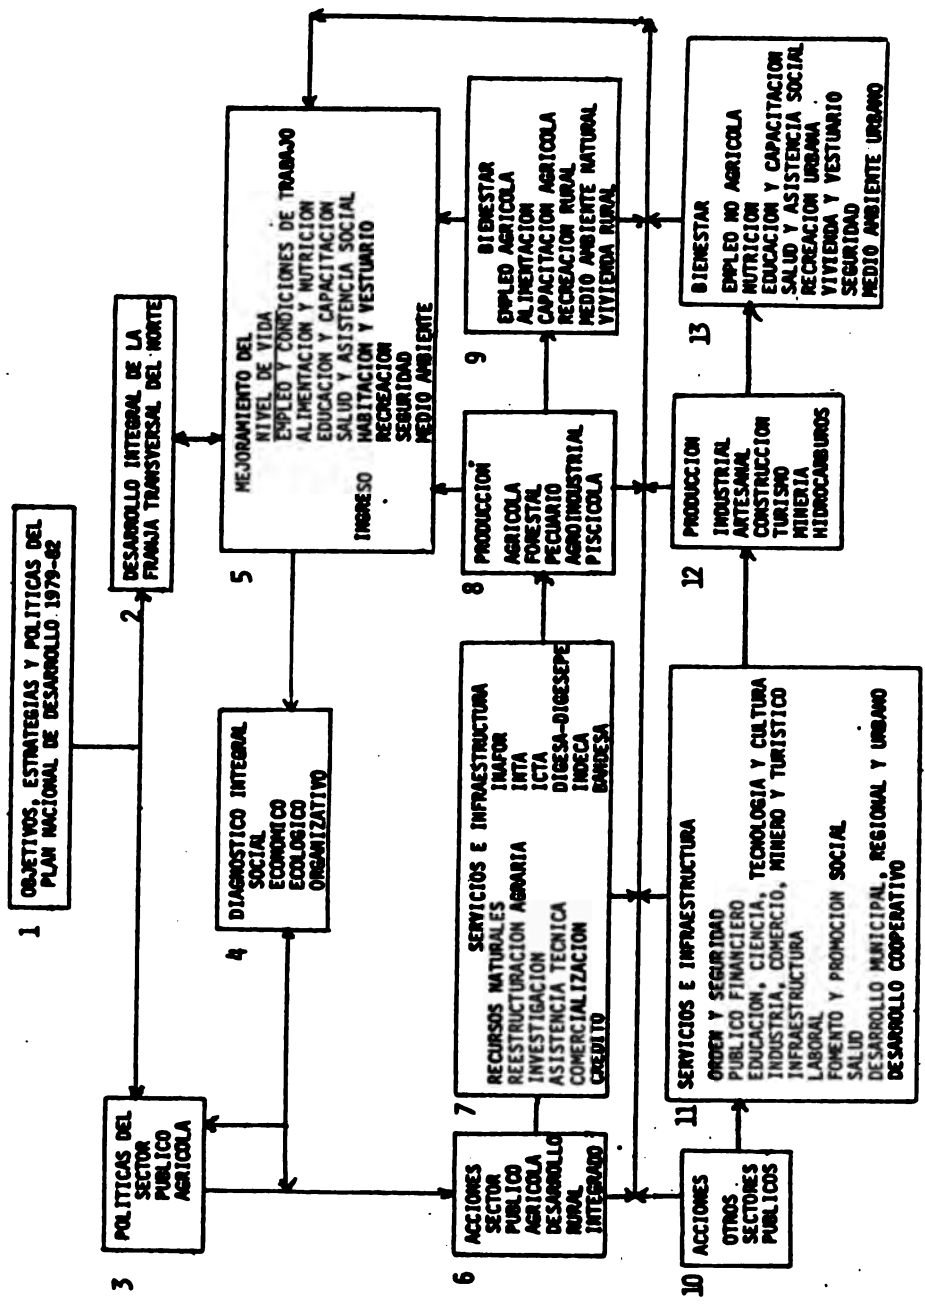 1
OBJETIVOS, ESTRATEGIAS Y POLITICAS DEL
PLAN NACIONAL DE DESARROLLO 1979-82
2
DESARROLLO INTEGRAL DE LA
FRANJA TRANSVERSAL DEL NORTE
3
POLITICAS DEL
SECTOR
PUBLICO
AGRICOLA
4
DIAGNOSTICO INTEGRAL
SOCIAL
ECONOMICO
ECOLOGICO
ORGANIZATIVO
5
MEJORAMIENTO DEL
NIVEL DE VIDA
EMPLEO Y CONDICIONES DE TRABAJO
ALIMENTACION Y NUTRICION
EDUCACION Y CAPACITACION
SALUD Y ASISTENCIA SOCIAL
HABITACION Y VESTUARIO
INGRESO RECREACION
SEGURIDAD
MEDIO AMBIENTE
6
ACCIONES
SECTOR
PUBLICO
AGRICOLA
DESARROLLO
RURAL
INTEGRADO
7
SERVICIOS E INFRAESTRUCTURA
RECURSOS NATURALES INAFOR
REESTRUCTURACION AGRARIA INTA
INVESTIGACION ICTA
ASISTENCIA TECNICA DIGESA-DIGESEPE
COMERCIALIZACION INDECA
CREDITO BANDESA
8
PRODUCCION
AGRICOLA
FORESTAL
PECUARIO
AGROINDUSTRIAL
PISCICOLA
9
BIENESTAR
EMPLEO AGRICOLA
ALIMENTACION
CAPACITACION AGRICOLA
RECREACION RURAL
MEDIO AMBIENTE NATURAL
VIVIENDA RURAL
10
ACCIONES
OTROS
SECTORES
PUBLICOS
11
SERVICIOS E INFRAESTRUCTURA
ORDEN Y SEGURIDAD
PUBLICO FINANCIERO
EDUCACION, CIENCIA, TECNOLOGIA Y CULTURA
INDUSTRIA, COMERCIO, MINERO Y TURISTICO
INFRAESTRUCTURA
LABORAL
FOMENTO Y PROMOCION SOCIAL
SALUD
DESARROLLO MUNICIPAL, REGIONAL Y URBANO
DESARROLLO COOPERATIVO
12
PRODUCCION
INDUSTRIAL
ARTESANAL
CONSTRUCCION
TURISMO
MINERIA
HIDROCARBUROS
13
BIENESTAR
EMPLEO NO AGRICOLA
NUTRICION
EDUCACION Y CAPACITACION
SALUD Y ASISTENCIA SOCIAL
RECREACION URBANA
VIVIENDA Y VESTUARIO
SEGURIDAD
MEDIO AMBIENTE URBANO